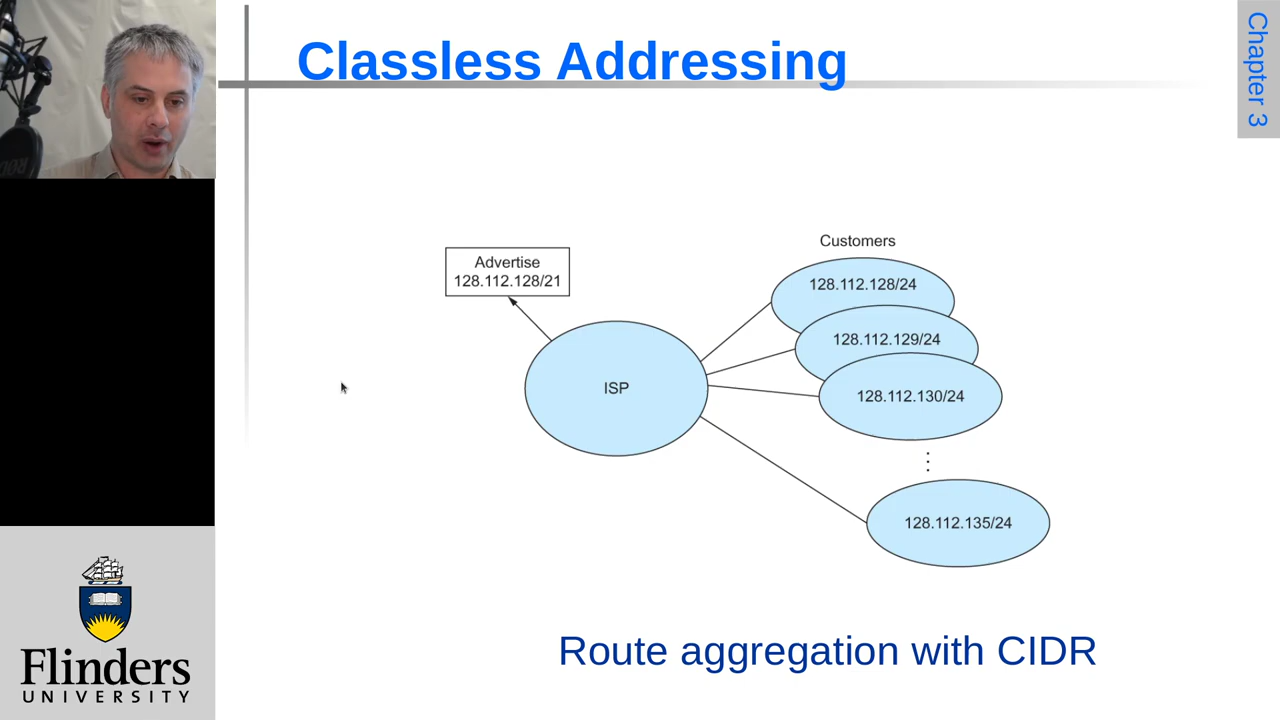 Classless Addressing
Chapter 3
Customers
Advertise
128.112.128/21
128.112.128/24
128.112.129/24
ISP
128.112.130/24
128.112.135/24
Route aggregation with CIDR
Flinders
UNIVERSITY